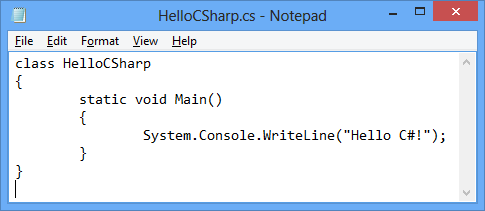 HelloCSharp.cs - Notepad
File Edit Format View Help
class HelloCSharp
{
        static void Main()
        {
                System.Console.WriteLine("Hello C#!");
        }
}